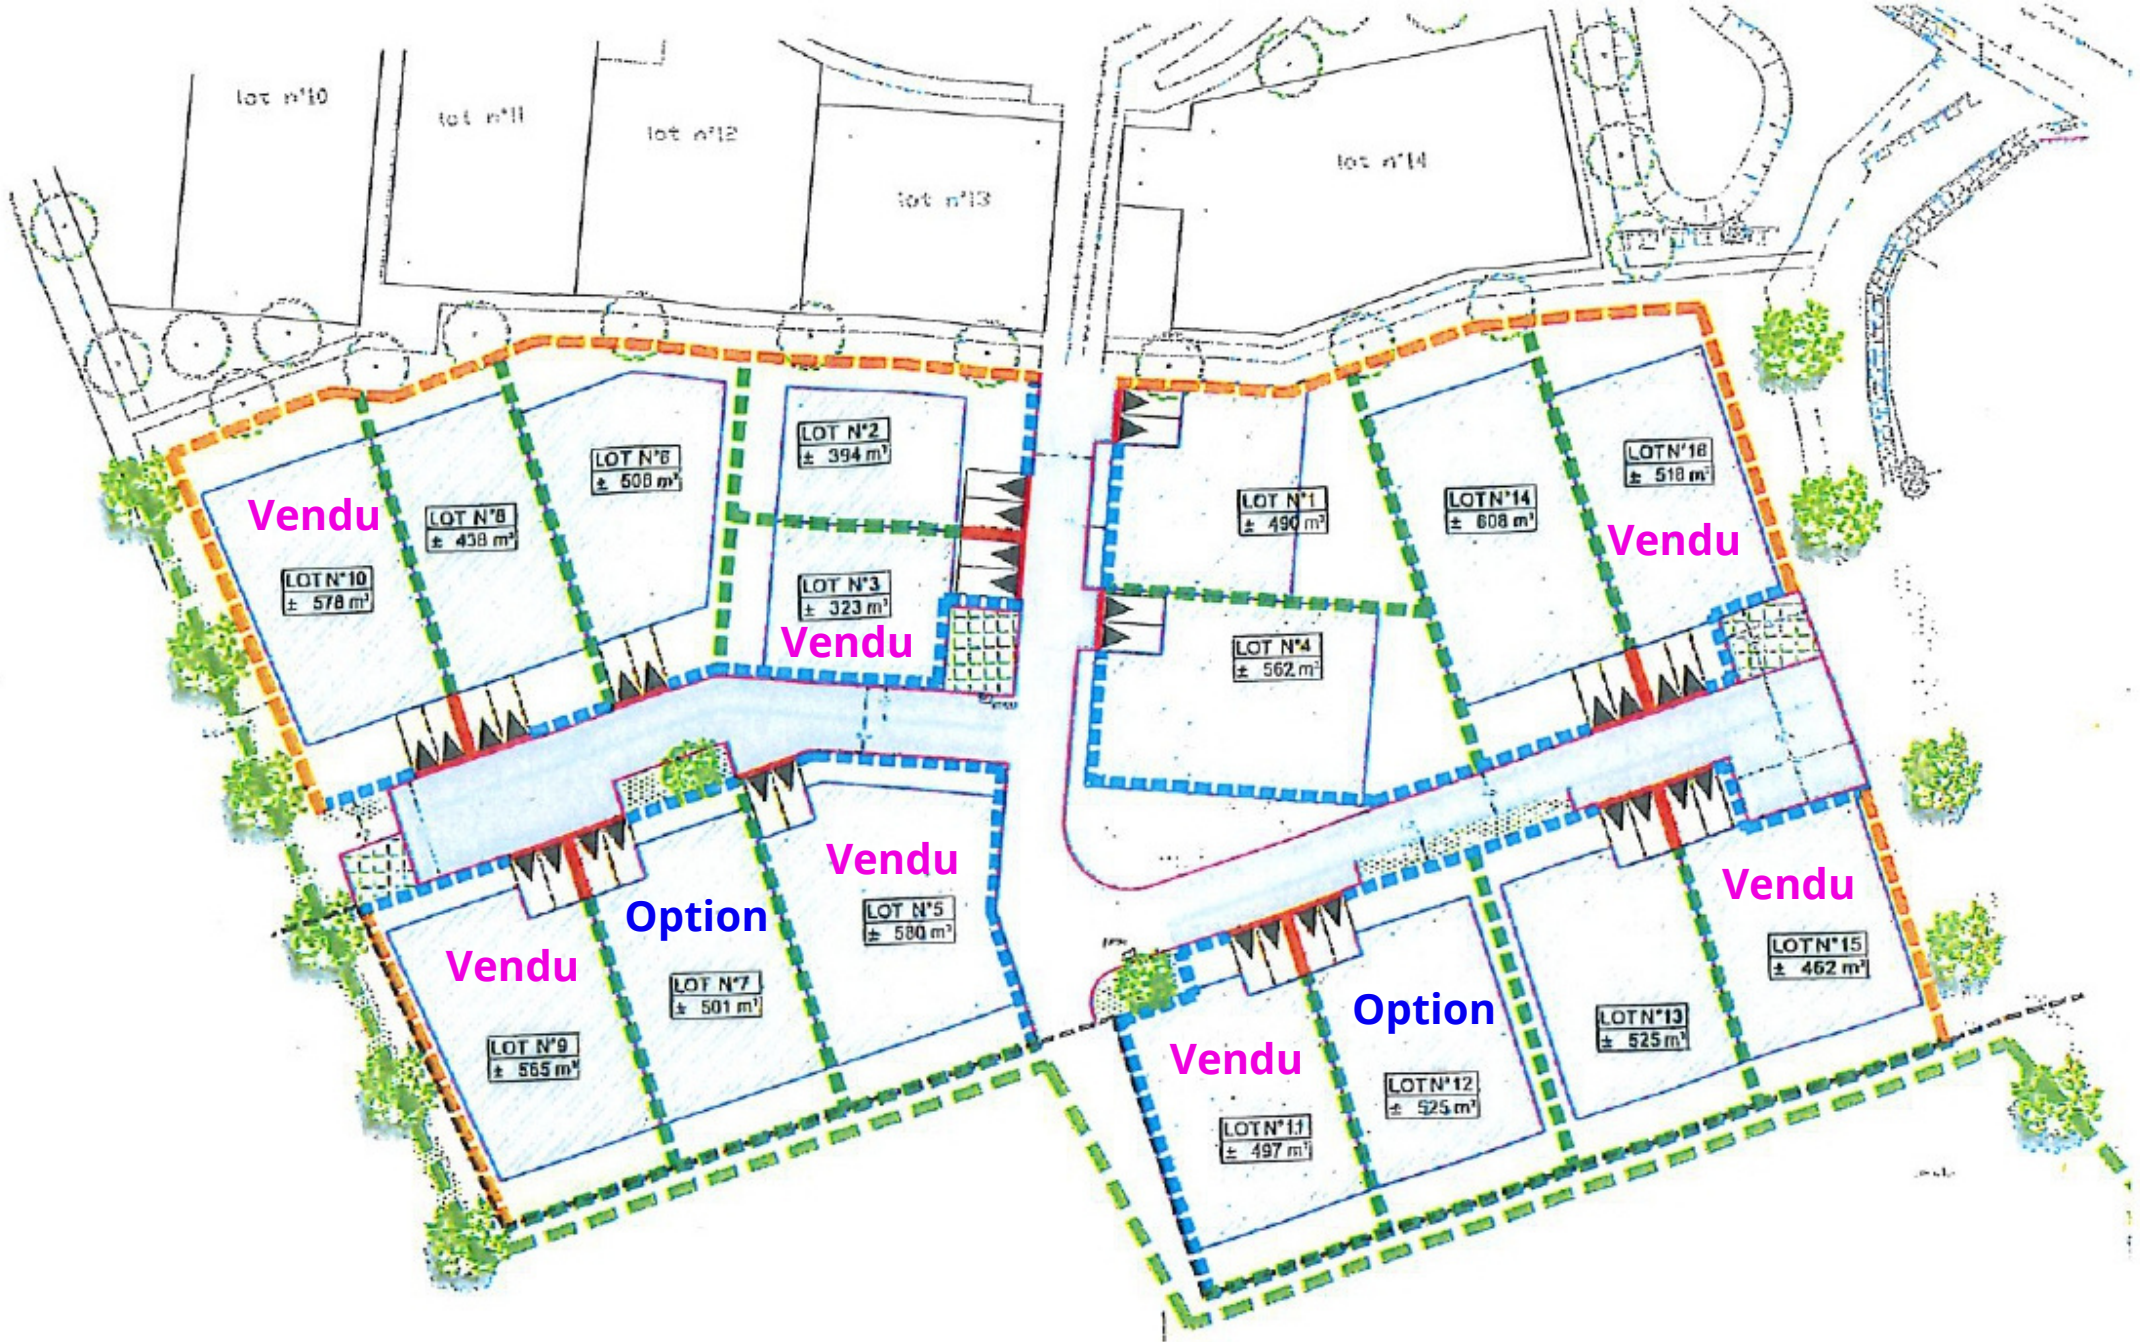 lot n°10
lot n°11
lot n°12
lot n°13
lot n°14
Vendu
LOT N°10
± 578 m²
LOT N°8
± 438 m²
LOT N°6
± 508 m²
LOT N°2
± 394 m²
LOT N°3
± 323 m²
Vendu
LOT N°1
± 490 m²
LOT N°4
± 562 m²
LOT N°14
± 608 m²
LOT N°16
± 518 m²
Vendu
Vendu
LOT N°9
± 565 m²
Option
LOT N°7
± 501 m²
Vendu
LOT N°5
± 580 m²
Vendu
LOT N°11
± 497 m²
Option
LOT N°12
± 525 m²
LOT N°13
± 525 m²
Vendu
LOT N°15
± 462 m²